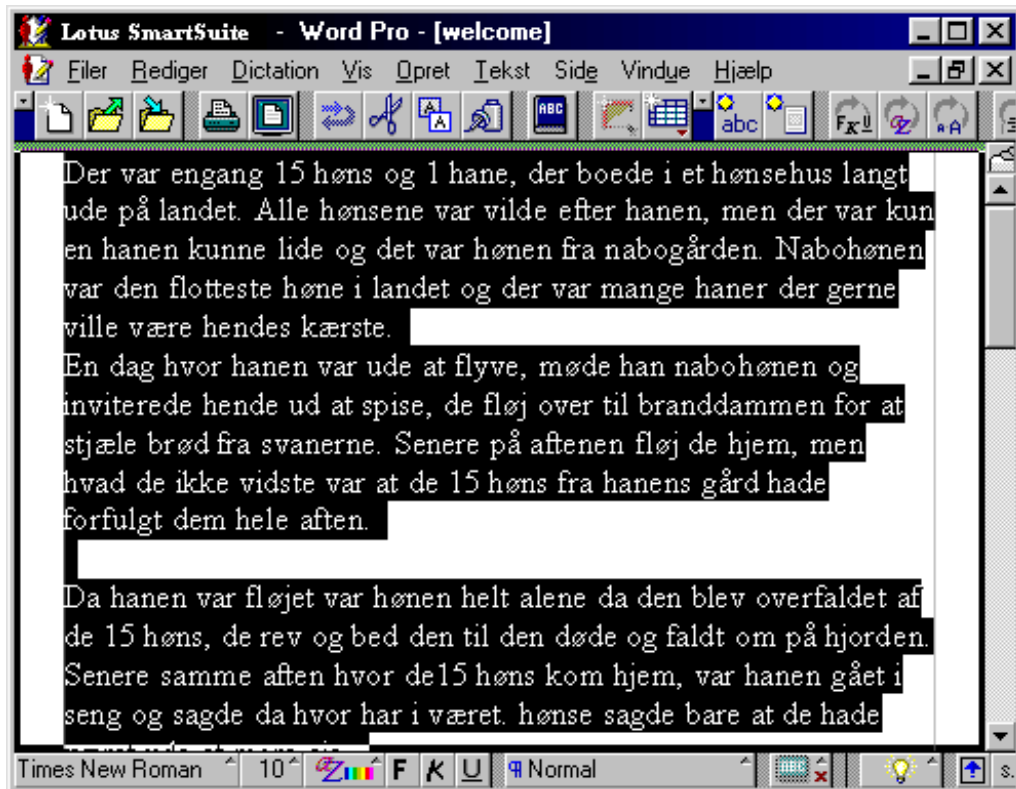 Lotus SmartSuite - Word Pro - [welcome]
Filer Rediger Dictation Vis Opret Tekst Side Vindue Hjælp
ABC
abc
Der var engang 15 høns og 1 hane, der boede i et hønsehus langt
ude på landet. Alle hønsene var vilde efter hanen, men der var kun
en hanen kunne lide og det var hønen fra nabogården. Nabohønen
var den flotteste høne i landet og der var mange haner der gerne
ville være hendes kærste.
En dag hvor hanen var ude at flyve, møde han nabohønen og
inviterede hende ud at spise, de fløj over til branddammen for at
stjæle brød fra svanerne. Senere på aftenen fløj de hjem, men
hvad de ikke vidste var at de 15 høns fra hanens gård hade
forfulgt dem hele aften.
Da hanen var fløjet var hønen helt alene da den blev overfaldet af
de 15 høns, de rev og bed den til den døde og faldt om på hjorden.
Senere samme aften hvor de15 høns kom hjem, var hanen gået i
seng og sagde da hvor har i været. hønse sagde bare at de hade
Times New Roman 10 F K U Normal s.